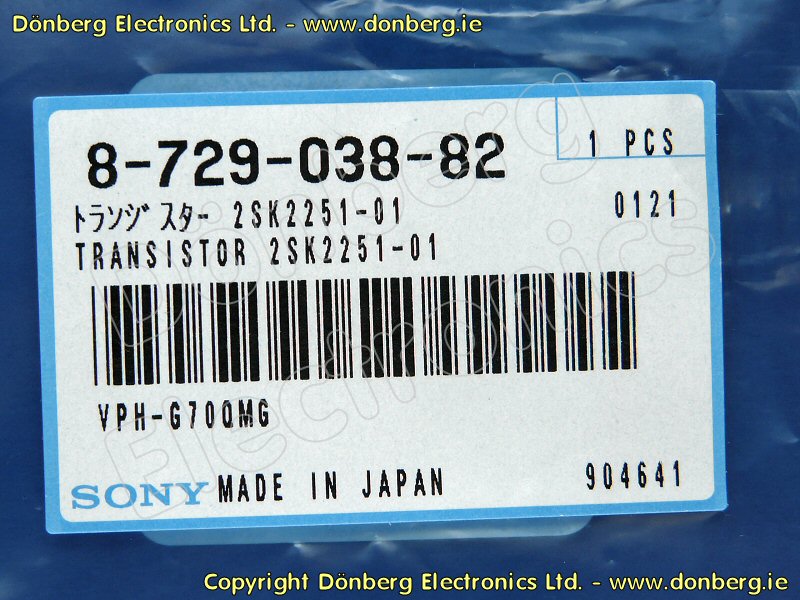 Dönberg Electronics Ltd. - www.donberg.ie
8-729-038-82
1 PCS
トランジスター 2SK2251-01
0121
TRANSISTOR 2SK2251-01
VPH-G70QMG
SONY MADE IN JAPAN
904641
Dönberg
Electronics
Copyright Dönberg Electronics Ltd. - www.donberg.ie